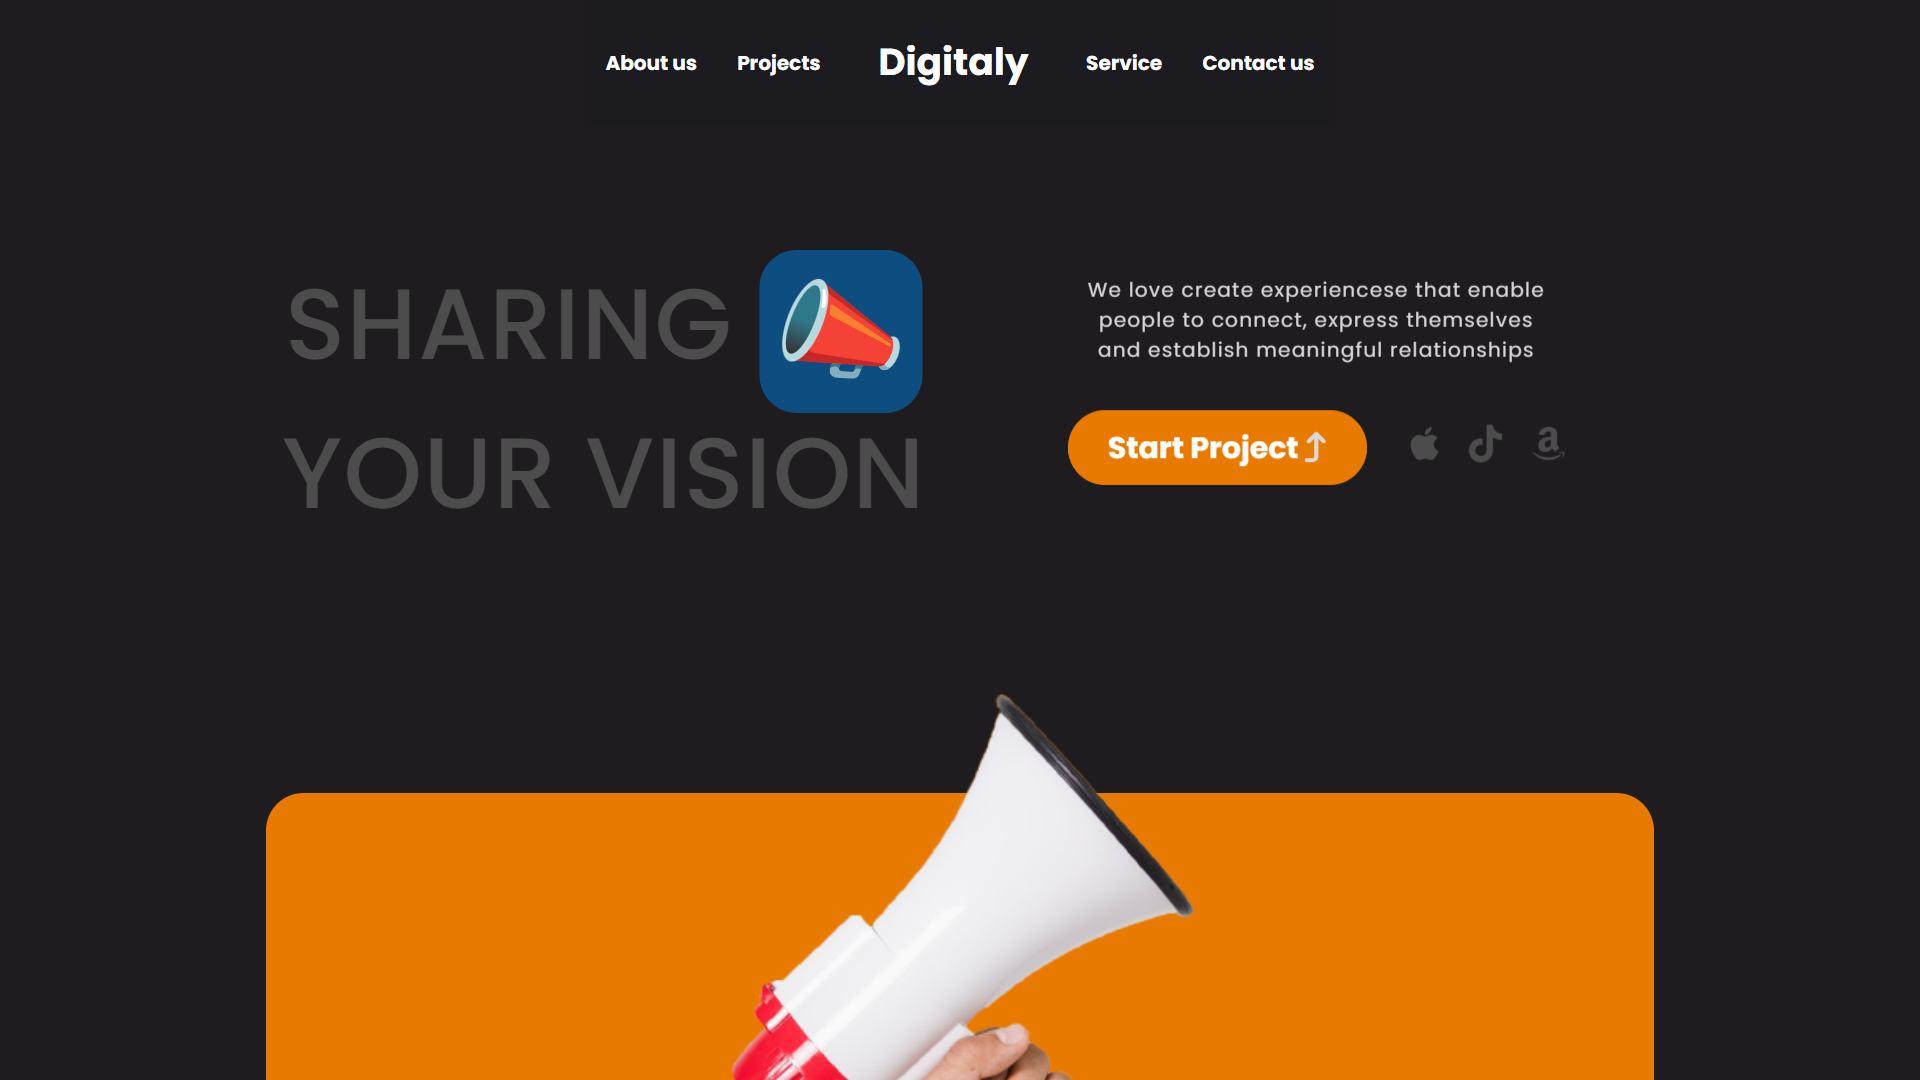 About us
Projects
Digitaly
Service
Contact us
SHARING
YOUR VISION
We love create experiencese that enable
people to connect, express themselves
and establish meaningful relationships
Start Project